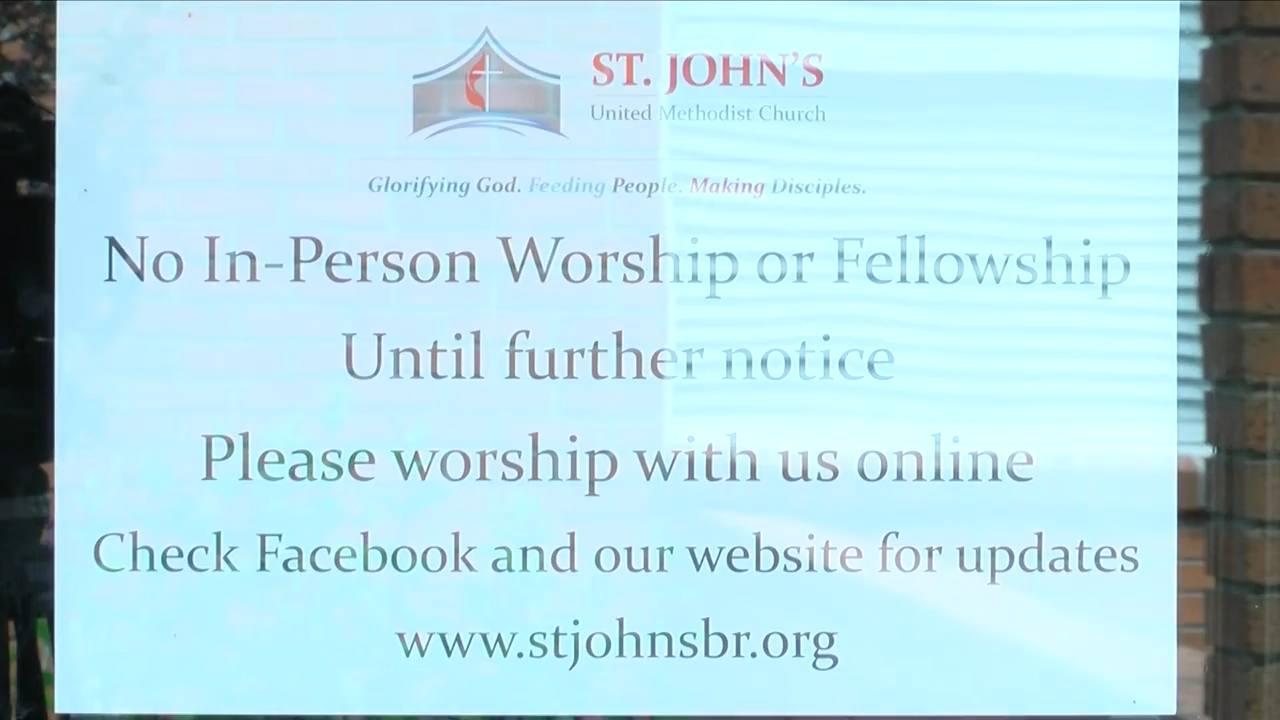 ST. JOHN'S
United Methodist Church
Glorifying God. Feeding People. Making Disciples.
No In-Person Worship or Fellowship
Until further notice
Please worship with us online
Check Facebook and our website for updates
www.stjohnsbr.org